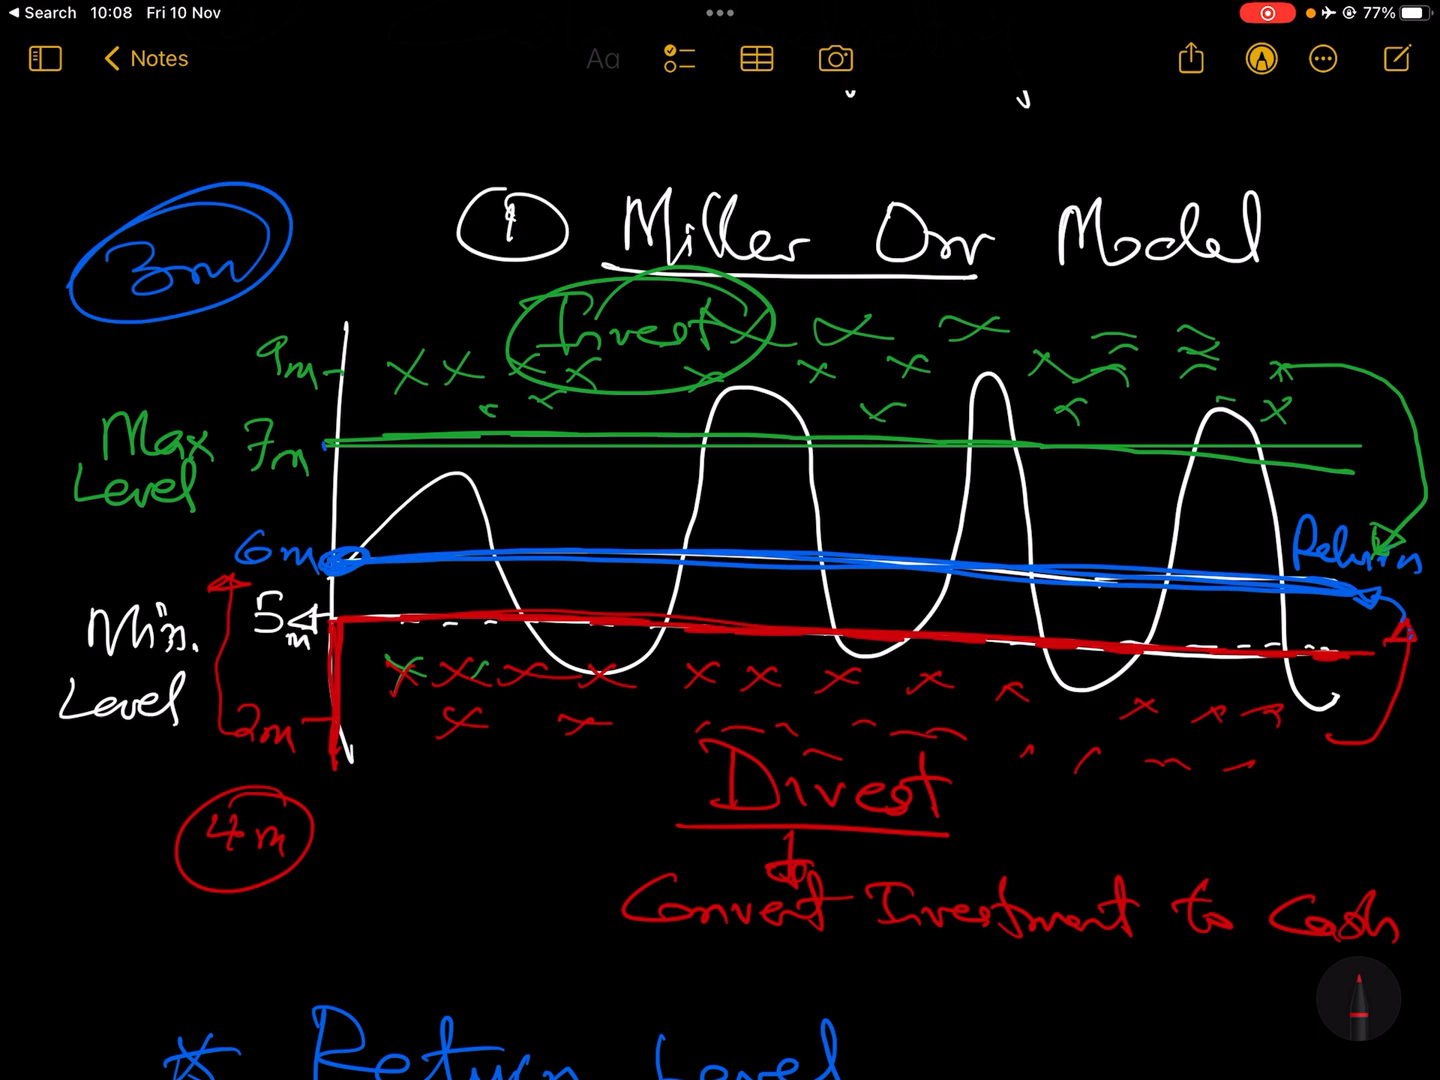 Search 10:08 Fri 10 Nov
77%
Notes
Aa
3m
1 Miller Orr Model
Invest
9m
Max 7m
Level
6m
Return
5m
Min.
Level
2m
4m
Divest
Convert Investment to Cash
* Return Level